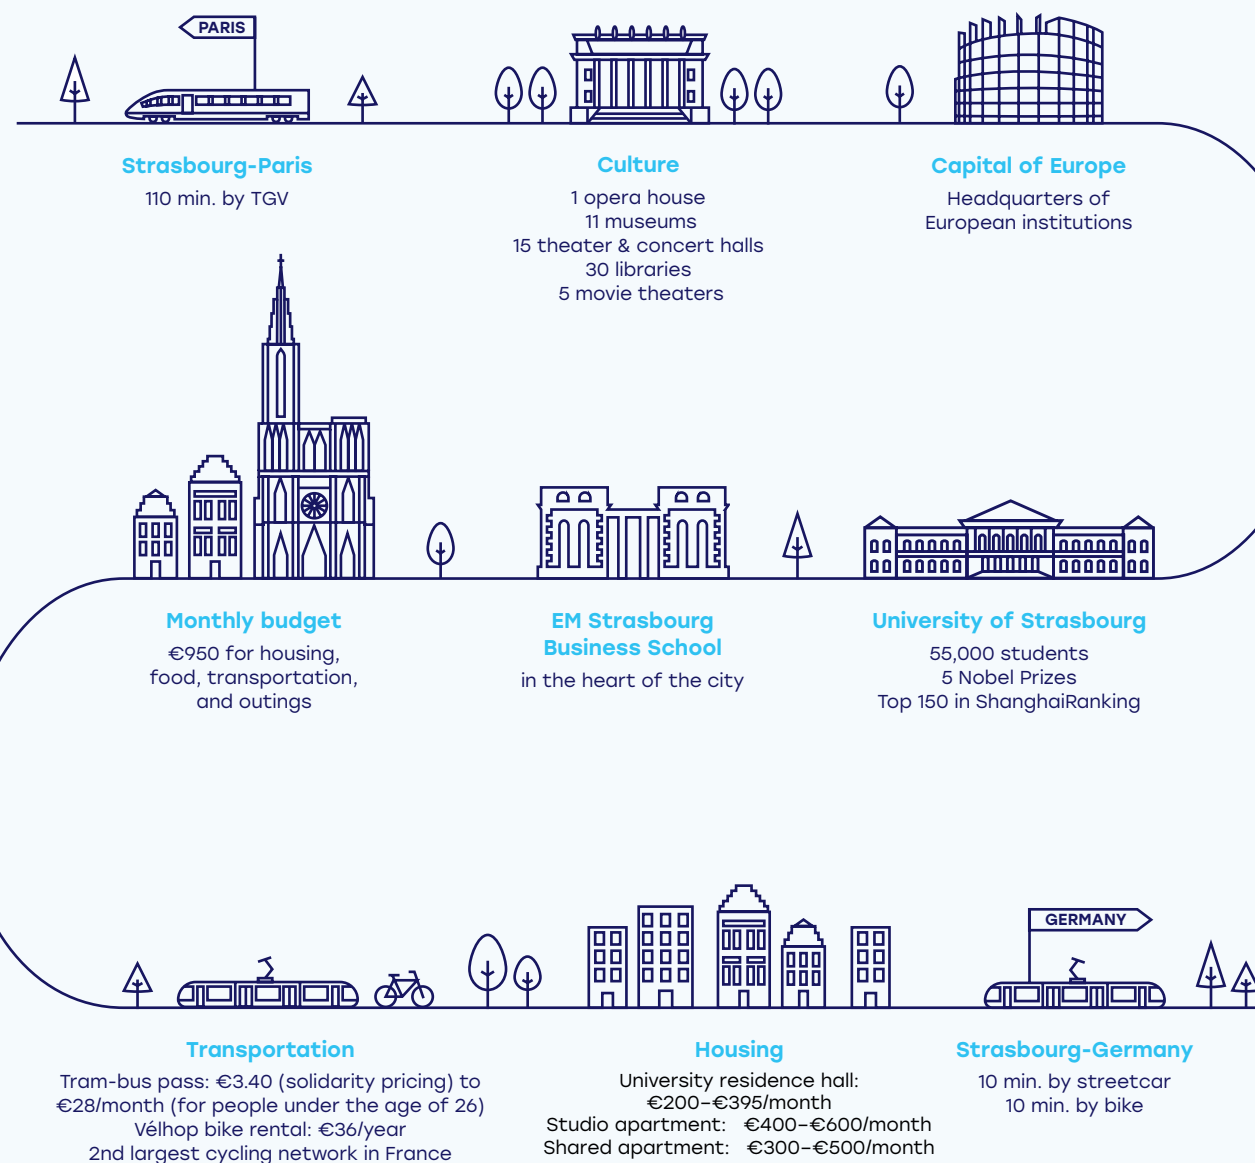 PARIS
Strasbourg-Paris
110 min. by TGV
Culture
1 opera house
11 museums
15 theater & concert halls
30 libraries
5 movie theaters
Capital of Europe
Headquarters of
European institutions
Monthly budget
€950 for housing,
food, transportation,
and outings
EM Strasbourg
Business School
in the heart of the city
University of Strasbourg
55,000 students
5 Nobel Prizes
Top 150 in ShanghaiRanking
Transportation
Tram-bus pass: €3.40 (solidarity pricing) to
€28/month (for people under the age of 26)
Vélhop bike rental: €36/year
2nd largest cycling network in France
Housing
University residence hall:
€200–€395/month
Studio apartment: €400–€600/month
Shared apartment: €300–€500/month
GERMANY
Strasbourg-Germany
10 min. by streetcar
10 min. by bike